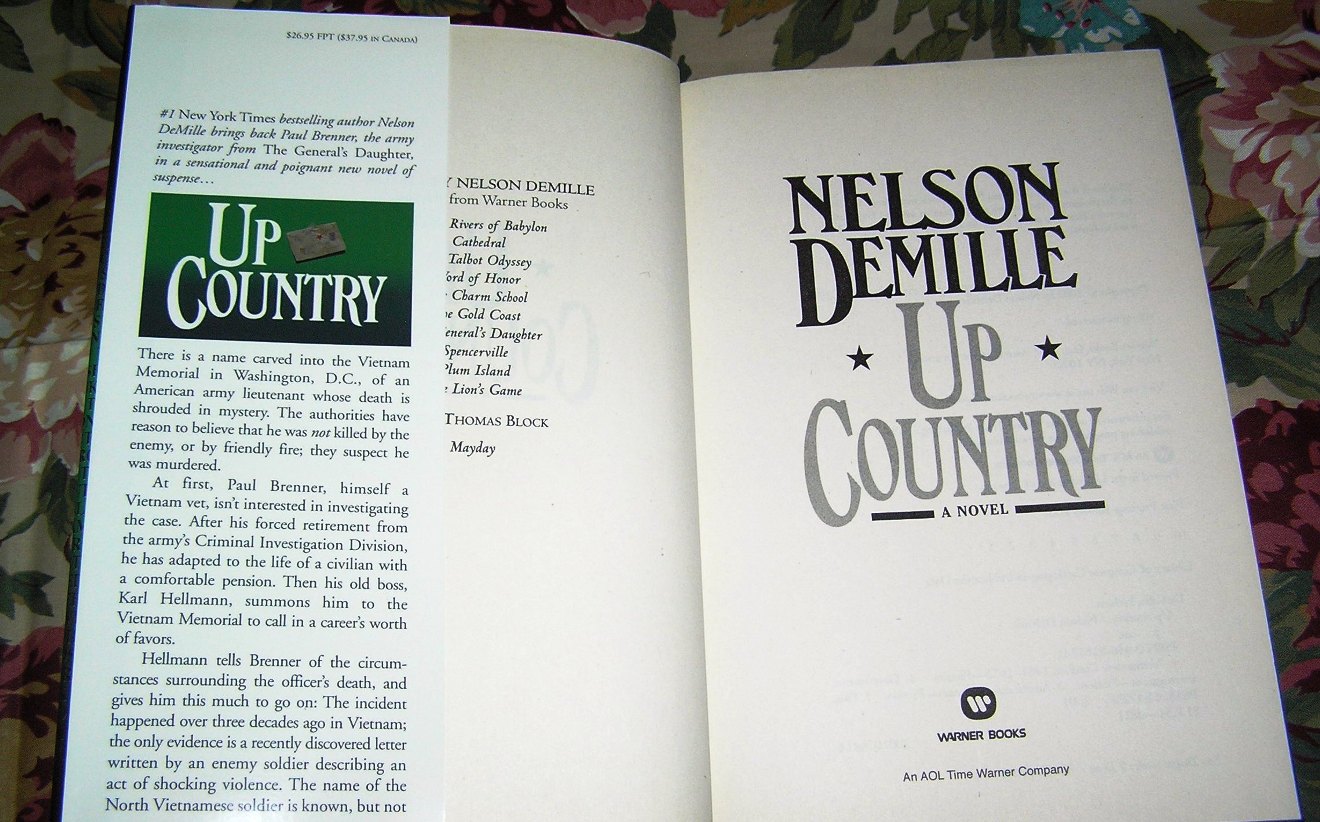 $26.95 FPT ($37.95 IN CANADA)
#1 New York Times bestselling author Nelson
DeMille brings back Paul Brenner, the army
investigator from The General's Daughter,
in a sensational and poignant new novel of
suspense…
UP
COUNTRY
There is a name carved into the Vietnam
Memorial in Washington, D.C., of an
American army lieutenant whose death is
shrouded in mystery. The authorities have
reason to believe that he was not killed by the
enemy, or by friendly fire; they suspect he
was murdered.
At first, Paul Brenner, himself a
Vietnam vet, isn't interested in investigating
the case. After his forced retirement from
the army's Criminal Investigation Division,
he has adapted to the life of a civilian with
a comfortable pension. Then his old boss,
Karl Hellmann, summons him to the
Vietnam Memorial to call in a career's worth
of favors.
Hellmann tells Brenner of the circum-
stances surrounding the officer's death, and
gives him this much to go on: The incident
happened over three decades ago in Vietnam;
the only evidence is a recently discovered letter
written by an enemy soldier describing an
act of shocking violence. The name of the
North Vietnamese soldier is known, but not
Y NELSON DEMILLE
from Warner Books
Rivers of Babylon
Cathedral
Talbot Odyssey
ord of Honor
Charm School
e Gold Coast
eneral's Daughter
Spencerville
Plum Island
Lion's Game
THOMAS BLOCK
Mayday
NELSON
DEMILLE
UP
COUNTRY
A NOVEL
WARNER BOOKS
An AOL Time Warner Company